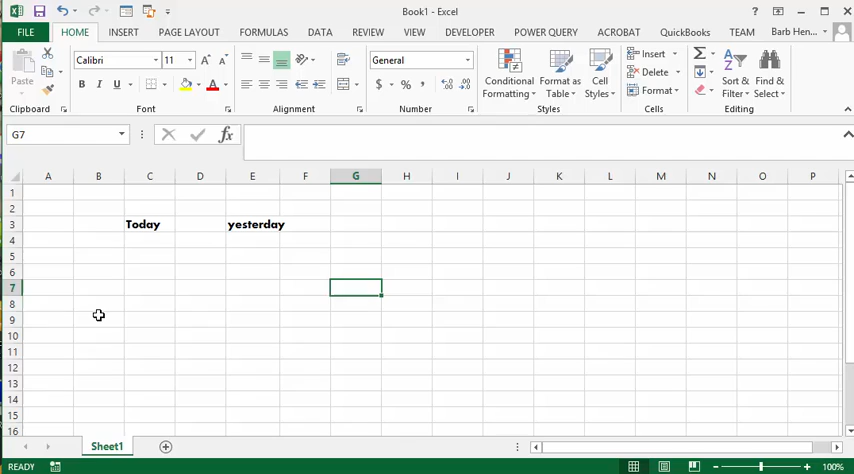 Book1 - Excel
FILE HOME INSERT PAGE LAYOUT FORMULAS DATA REVIEW VIEW DEVELOPER POWER QUERY ACROBAT QuickBooks TEAM Barb Hen...
Paste
Calibri 11
B I U
General
$ % ,
Conditional Formatting
Format as Table
Cell Styles
Insert
Delete
Format
Sort & Filter
Find & Select
Clipboard Font Alignment Number Styles Cells Editing
G7 fx
A B C D E F G H I J K L M N O P
1
2
3 Today yesterday
4
5
6
7
8
9
10
11
12
13
14
15
16
Sheet1
READY 100%